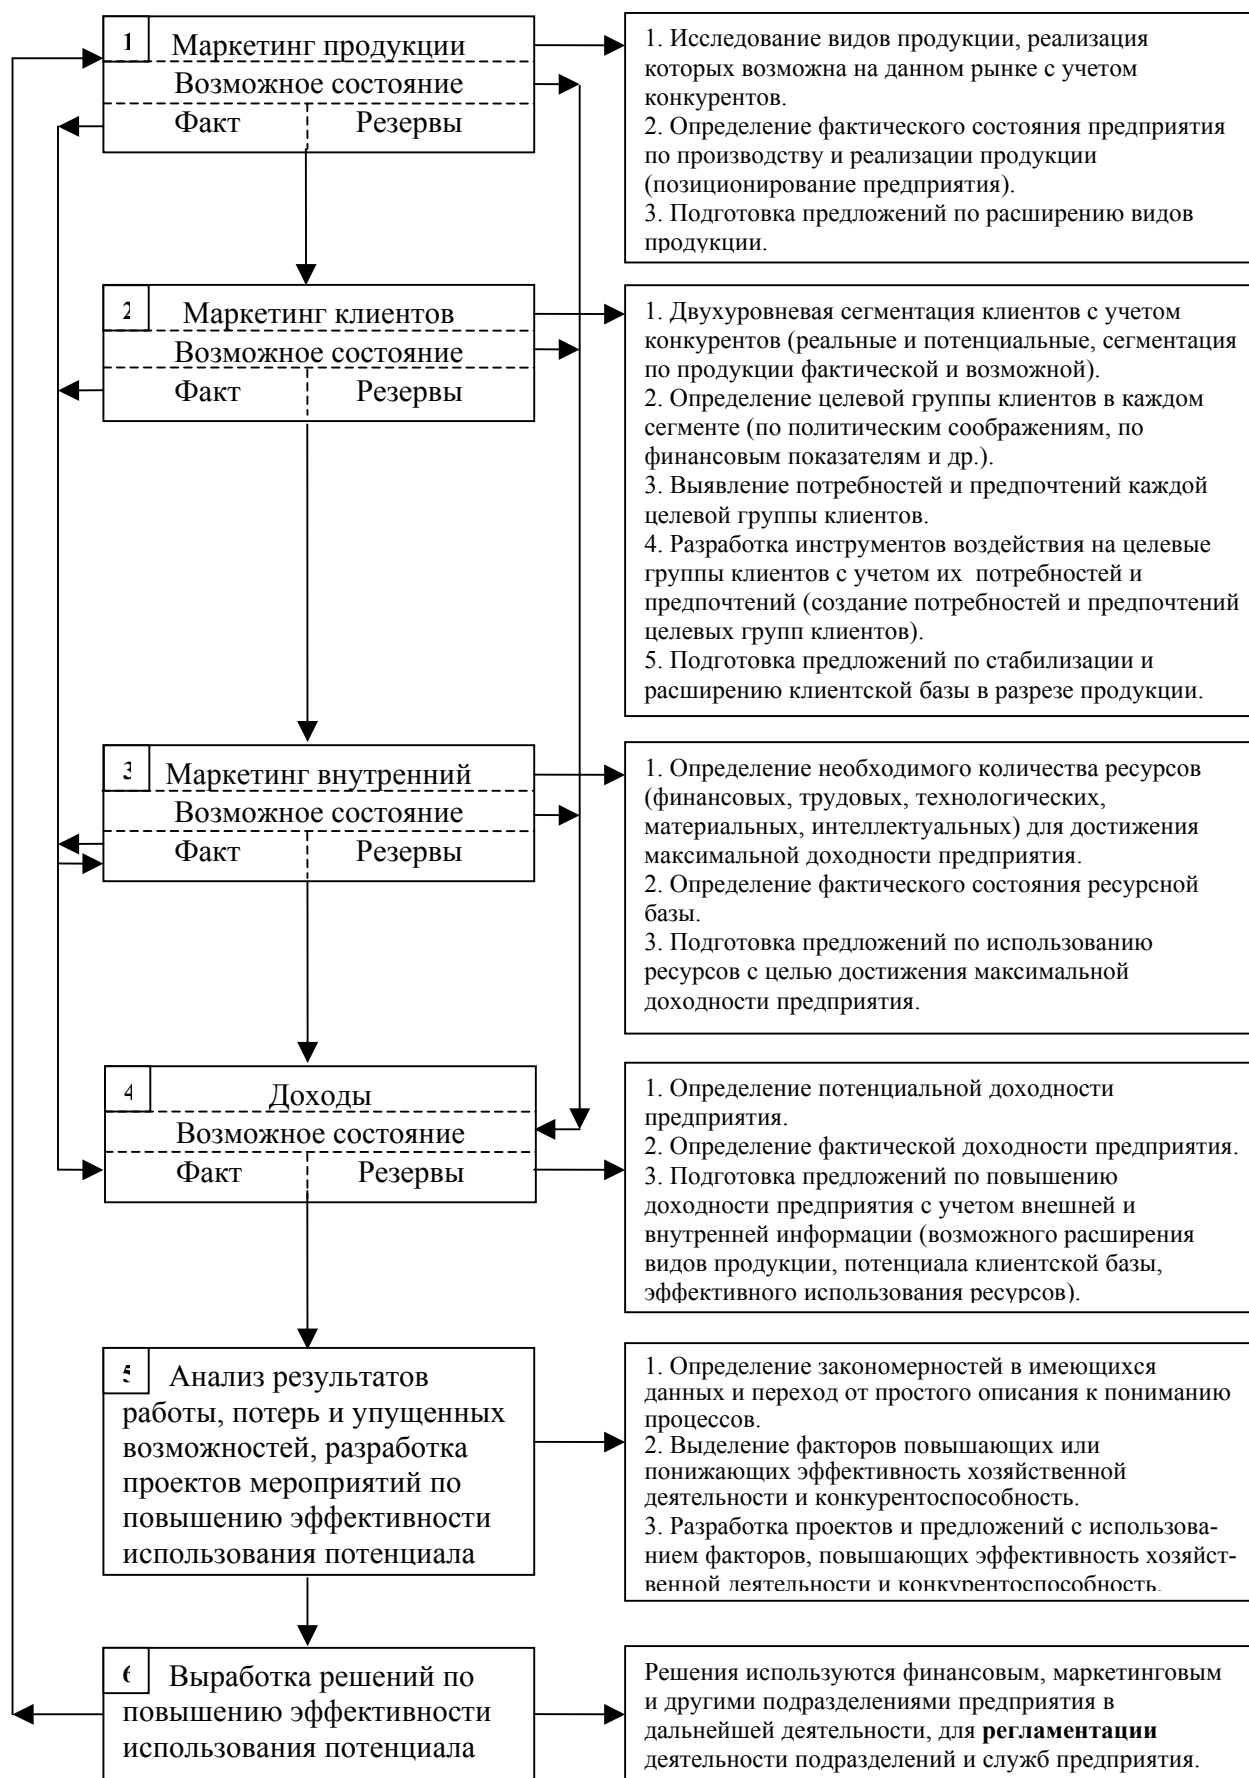 1
Маркетинг продукции
Возможное состояние
Факт Резервы
1. Исследование видов продукции, реализация
которых возможна на данном рынке с учетом
конкурентов.
2. Определение фактического состояния предприятия
по производству и реализации продукции
(позиционирование предприятия).
3. Подготовка предложений по расширению видов
продукции.
2
Маркетинг клиентов
Возможное состояние
Факт Резервы
1. Двухуровневая сегментация клиентов с учетом
конкурентов (реальные и потенциальные, сегментация
по продукции фактической и возможной).
2. Определение целевой группы клиентов в каждом
сегменте (по политическим соображениям, по
финансовым показателям и др.).
3. Выявление потребностей и предпочтений каждой
целевой группы клиентов.
4. Разработка инструментов воздействия на целевые
группы клиентов с учетом их потребностей и
предпочтений (создание потребностей и предпочтений
целевых групп клиентов).
5. Подготовка предложений по стабилизации и
расширению клиентской базы в разрезе продукции.
3
Маркетинг внутренний
Возможное состояние
Факт Резервы
1. Определение необходимого количества ресурсов
(финансовых, трудовых, технологических,
материальных, интеллектуальных) для достижения
максимальной доходности предприятия.
2. Определение фактического состояния ресурсной
базы.
3. Подготовка предложений по использованию
ресурсов с целью достижения максимальной
доходности предприятия.
4
Доходы
Возможное состояние
Факт Резервы
1. Определение потенциальной доходности
предприятия.
2. Определение фактической доходности предприятия.
3. Подготовка предложений по повышению
доходности предприятия с учетом внешней и
внутренней информации (возможного расширения
видов продукции, потенциала клиентской базы,
эффективного использования ресурсов).
5
Анализ результатов
работы, потерь и упущенных
возможностей, разработка
проектов мероприятий по
повышению эффективности
использования потенциала
1. Определение закономерностей в имеющихся
данных и переход от простого описания к пониманию
процессов.
2. Выделение факторов повышающих или
понижающих эффективность хозяйственной
деятельности и конкурентоспособность.
3. Разработка проектов и предложений с использова-
нием факторов, повышающих эффективность хозяйст-
венной деятельности и конкурентоспособность.
6
Выработка решений по
повышению эффективности
использования потенциала
Решения используются финансовым, маркетинговым
и другими подразделениями предприятия в
дальнейшей деятельности, для регламентации
деятельности подразделений и служб предприятия.